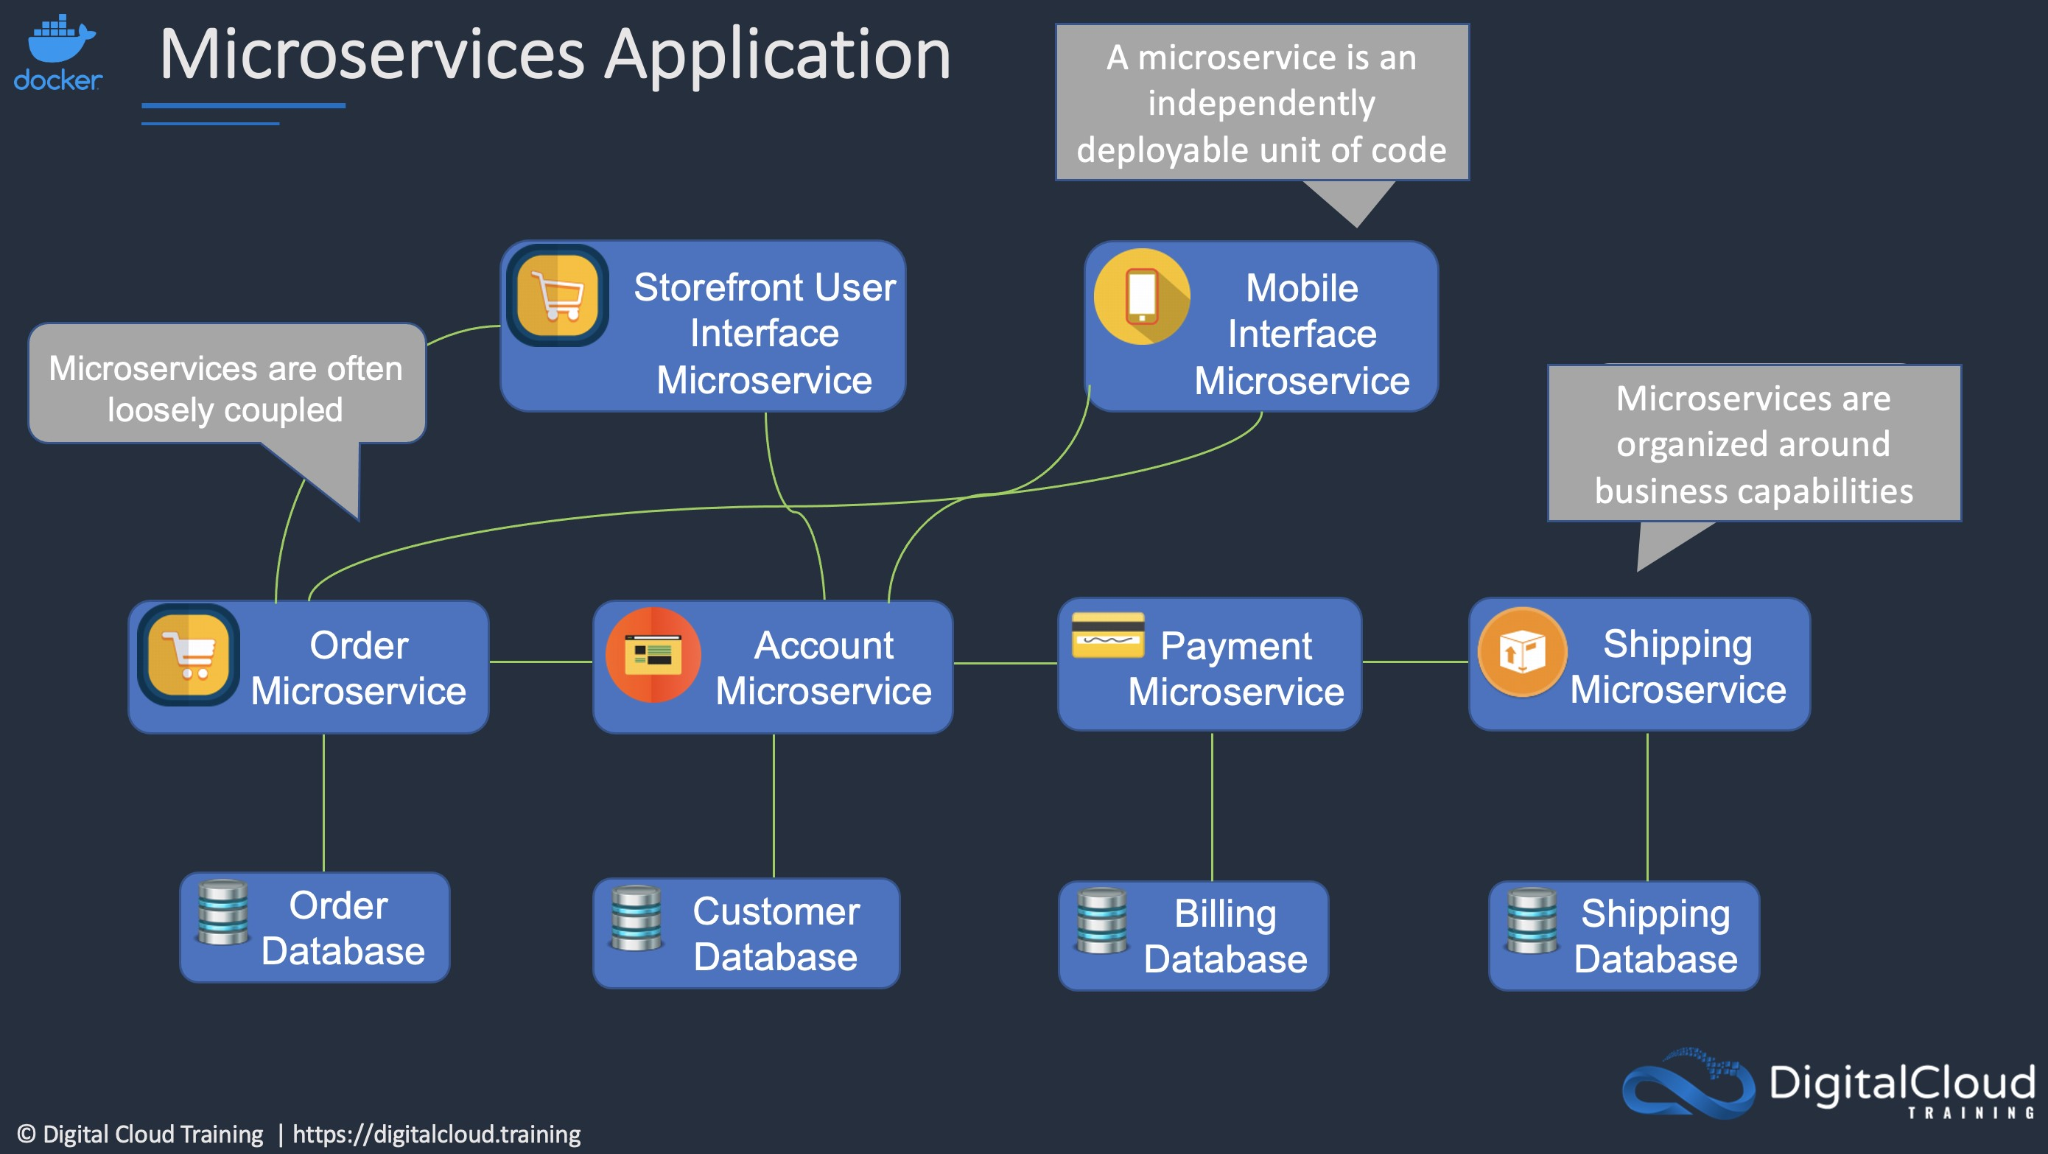 docker
Microservices Application
A microservice is an
independently
deployable unit of code
Storefront User
Interface
Microservice
Mobile
Interface
Microservice
Microservices are often
loosely coupled
Microservices are
organized around
business capabilities
Order
Microservice
Account
Microservice
Payment
Microservice
Shipping
Microservice
Order
Database
Customer
Database
Billing
Database
Shipping
Database
DigitalCloud
TRAINING
© Digital Cloud Training | https://digitalcloud.training